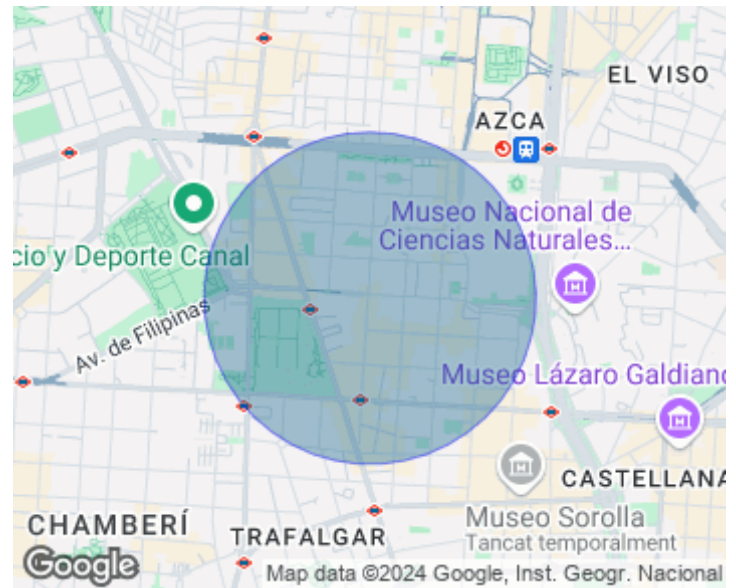 EL VISO
AZCA
Museo Nacional de
Ciencias Naturales...
cio y Deporte Canal
Av. de Filipinas
Museo Lázaro Galdiano
CASTELLANA
Museo Sorolla
Tancat temporalment
CHAMBERÍ
TRAFALGAR
Google
Map data ©2024 Google, Inst. Geogr. Nacional